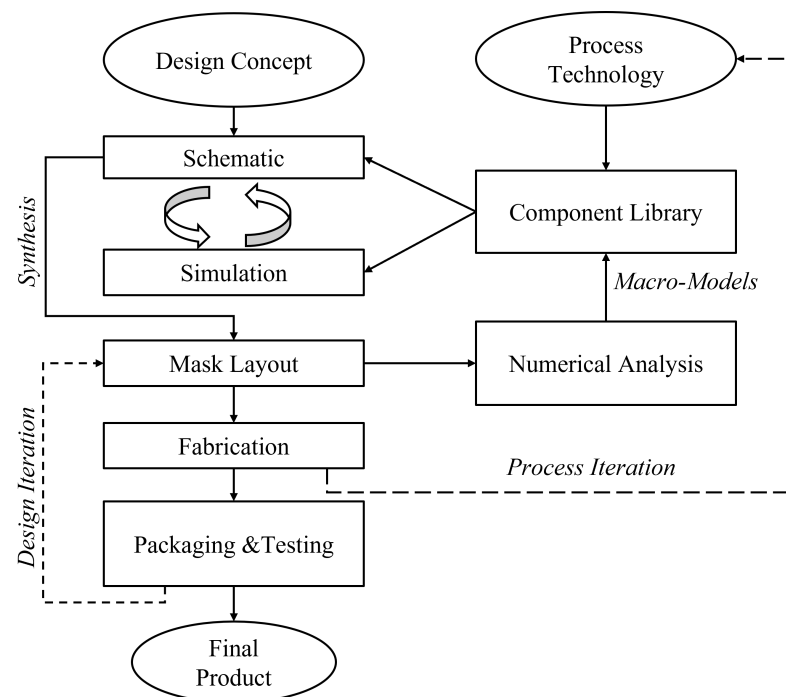 Design Concept
Process
Technology
Schematic
Component Library
Synthesis
Simulation
Macro-Models
Mask Layout
Numerical Analysis
Design Iteration
Fabrication
Process Iteration
Packaging &Testing
Final
Product